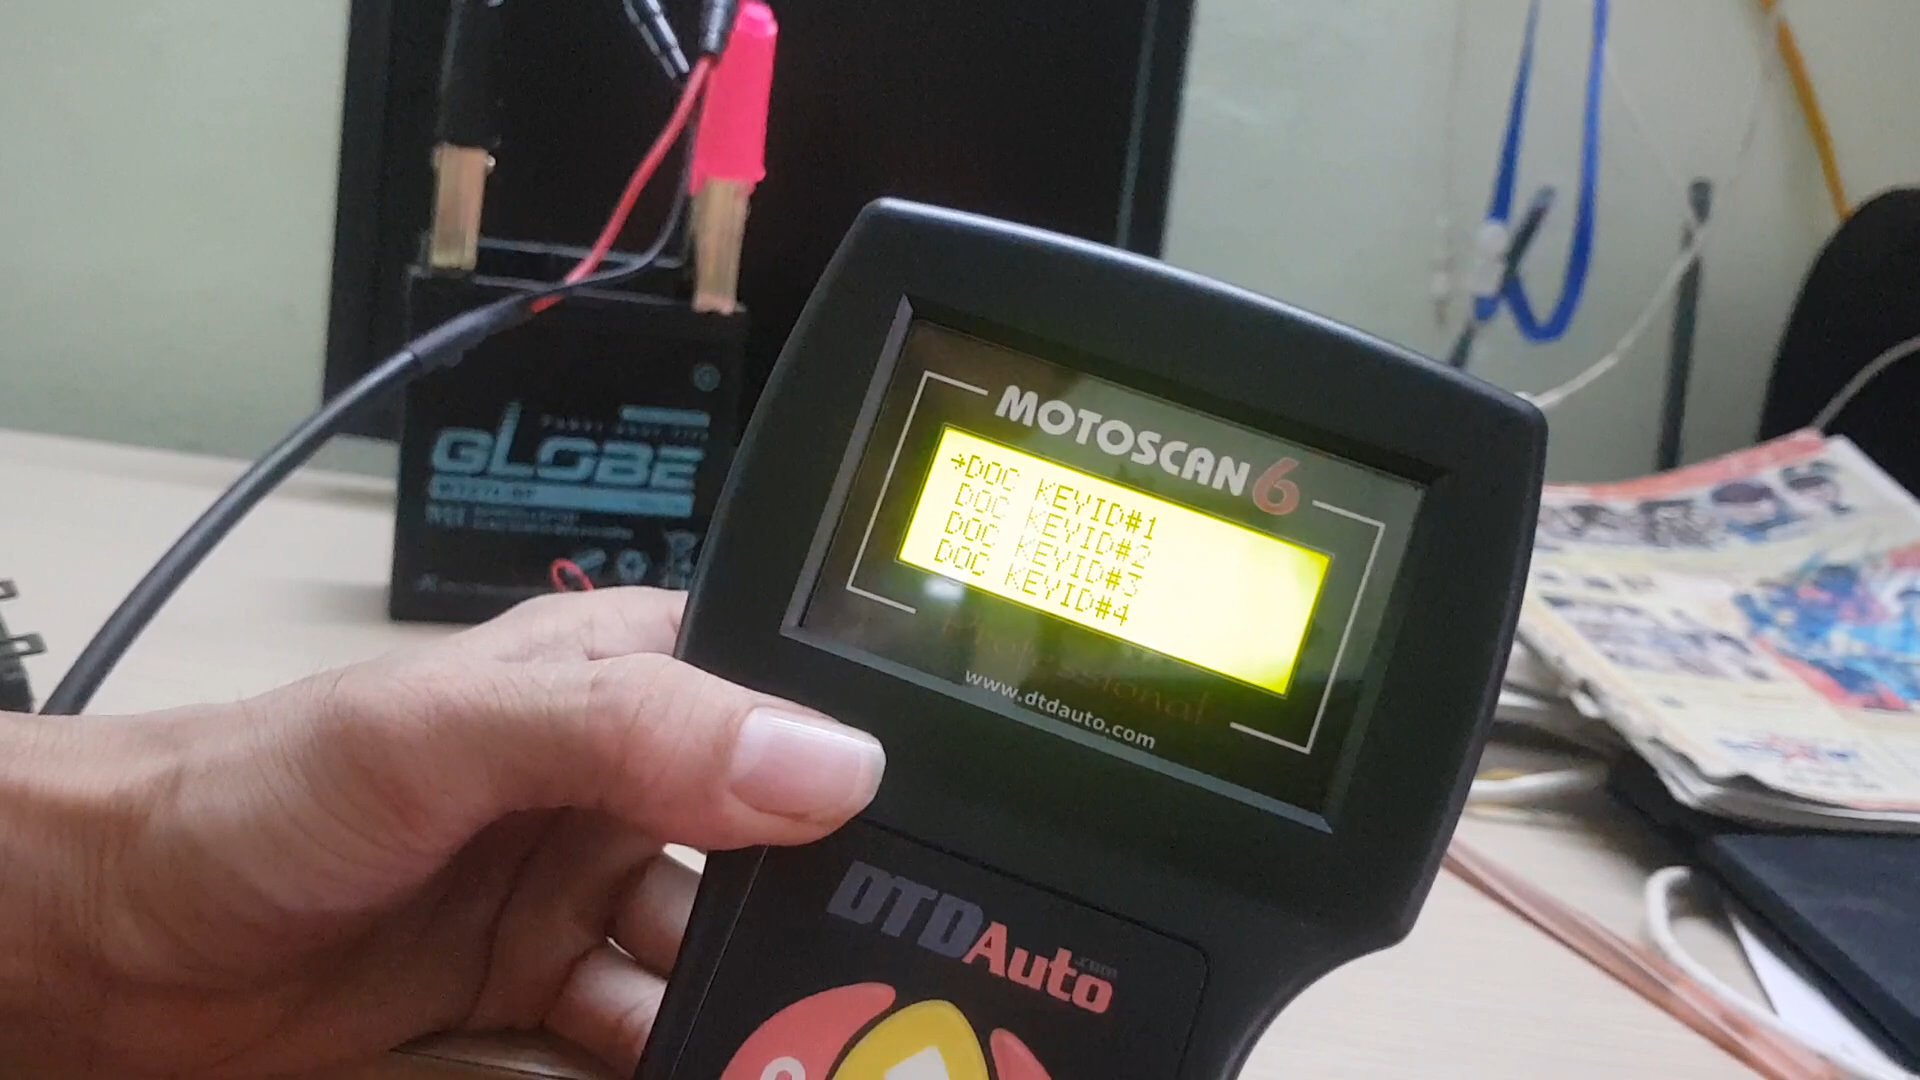 GLOBE
MOTOSCAN 6
→DOC KEYID#1
DOC KEYID#2
DOC KEYID#3
DOC KEYID#4
Professional
www.dtdauto.com
DTDAuto.com